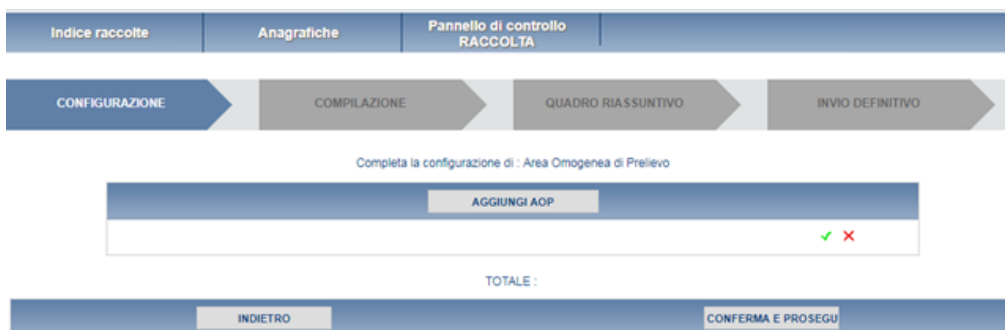 Indice raccolte
Anagrafiche
Pannello di controllo
RACCOLTA
CONFIGURAZIONE
COMPILAZIONE
QUADRO RIASSUNTIVO
INVIO DEFINITIVO
Completa la configurazione di : Area Omogenea di Prelievo
AGGIUNGI AOP
TOTALE :
INDIETRO
CONFERMA E PROSEGU